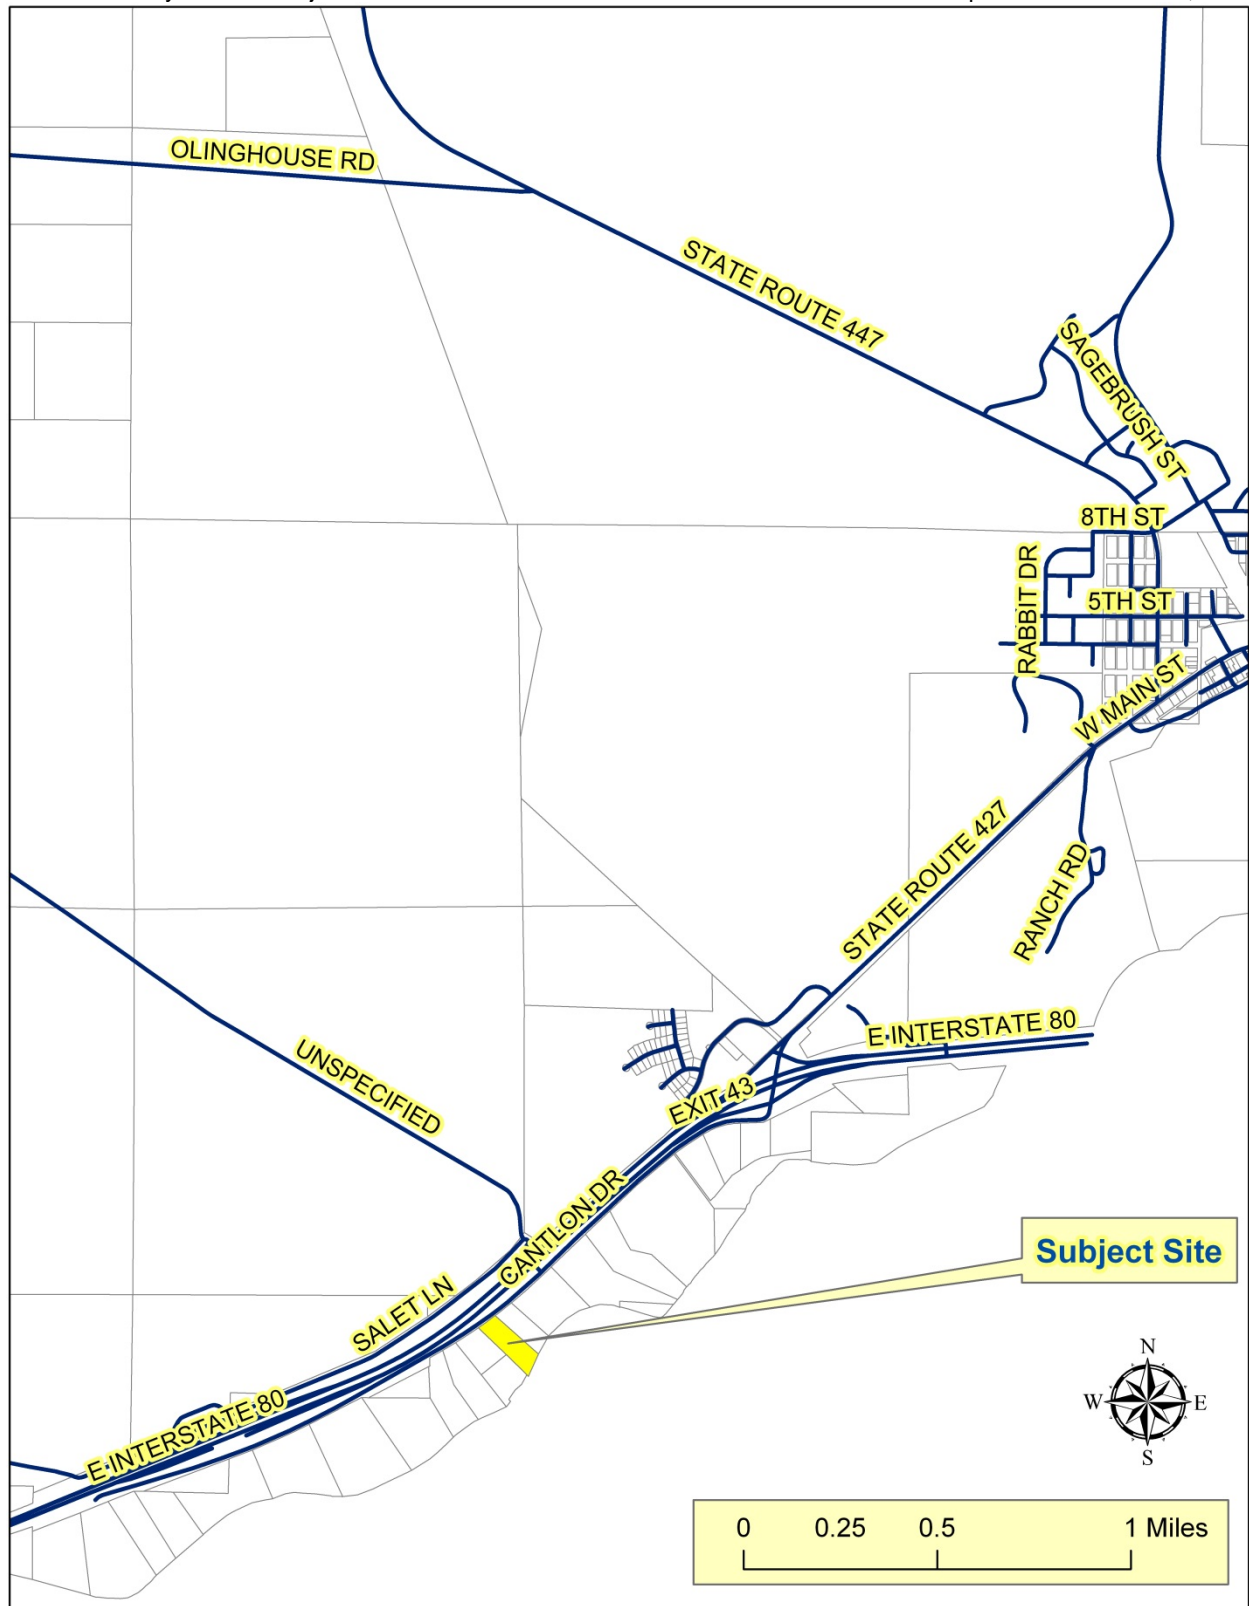 OLINGHOUSE RD
STATE ROUTE 447
SAGEBRUSH ST
8TH ST
5TH ST
RABBIT DR
W MAIN ST
STATE ROUTE 427
RANCH RD
E INTERSTATE 80
UNSPECIFIED
EXIT 43
CANTLON DR
Subject Site
SALET LN
N
W E
S
E INTERSTATE 80
0 0.25 0.5 1 Miles